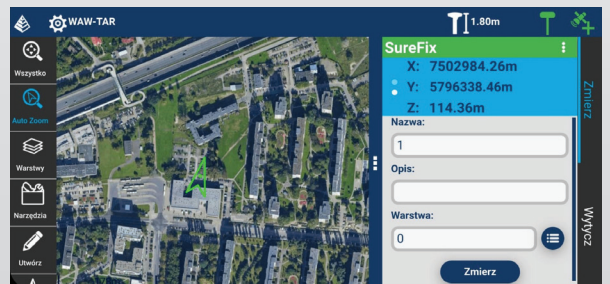 WAW-TAR
1.80m
Wszystko
Auto Zoom
Warstwy
Narzędzia
Utwórz
SureFix
X: 7502984.26m
Y: 5796338.46m
Z: 114.36m
Nazwa:
1
Opis:
Warstwa:
0
Zmierz
Zmierz
Wytycz